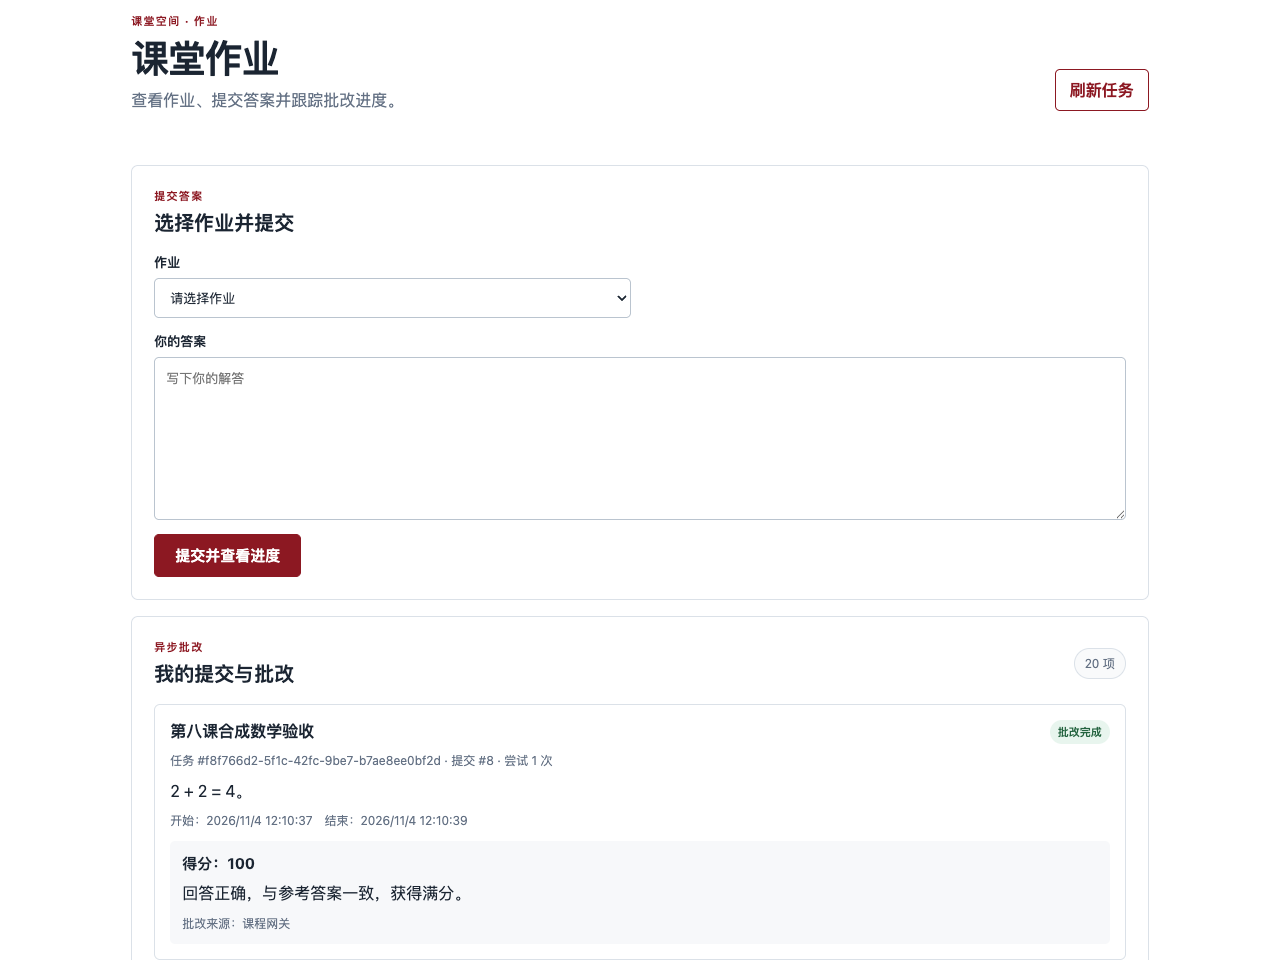 课堂空间 · 作业
课堂作业
查看作业、提交答案并跟踪批改进度。
刷新任务
提交答案
选择作业并提交
作业
请选择作业
你的答案
写下你的解答
提交并查看进度
异步批改
我的提交与批改
20 项
第八课合成数学验收
批改完成
任务 #f8f766d2-5f1c-42fc-9be7-b7ae8ee0bf2d · 提交 #8 · 尝试 1 次
2 + 2 = 4。
开始：2026/11/4 12:10:37 结束：2026/11/4 12:10:39
得分：100
回答正确，与参考答案一致，获得满分。
批改来源：课程网关